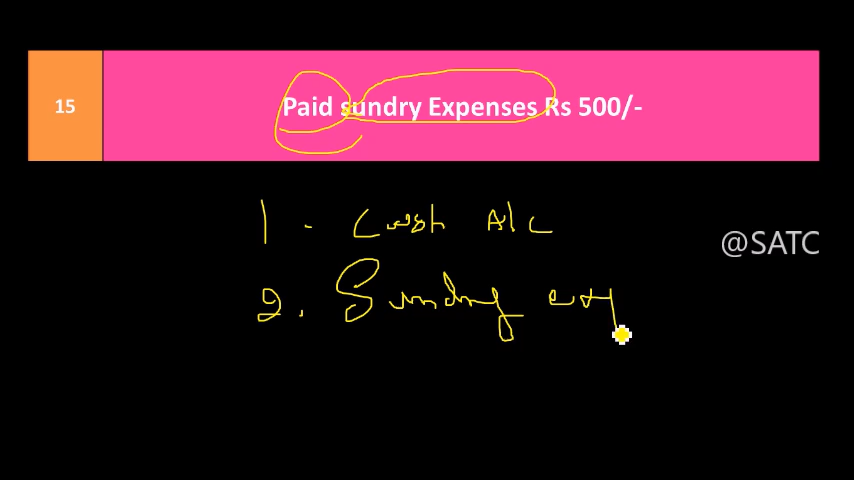 15
Paid sundry Expenses Rs 500/-
1 - Cash A/c
@SATC
2. Sundry exp